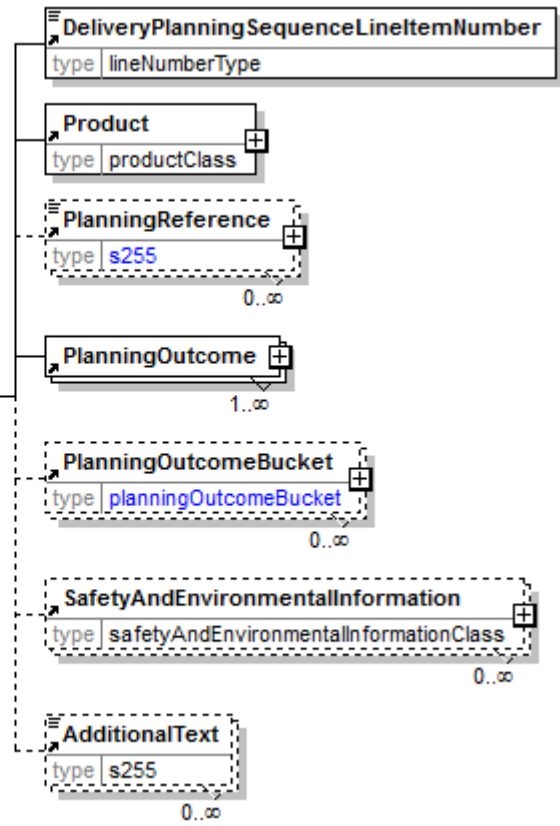 DeliveryPlanningSequenceLineItemNumber
type lineNumberType
Product
type productClass
PlanningReference
type s255
0..∞
PlanningOutcome
1..∞
PlanningOutcomeBucket
type planningOutcomeBucket
0..∞
SafetyAndEnvironmentalInformation
type safetyAndEnvironmentalInformationClass
0..∞
AdditionalText
type s255
0..∞